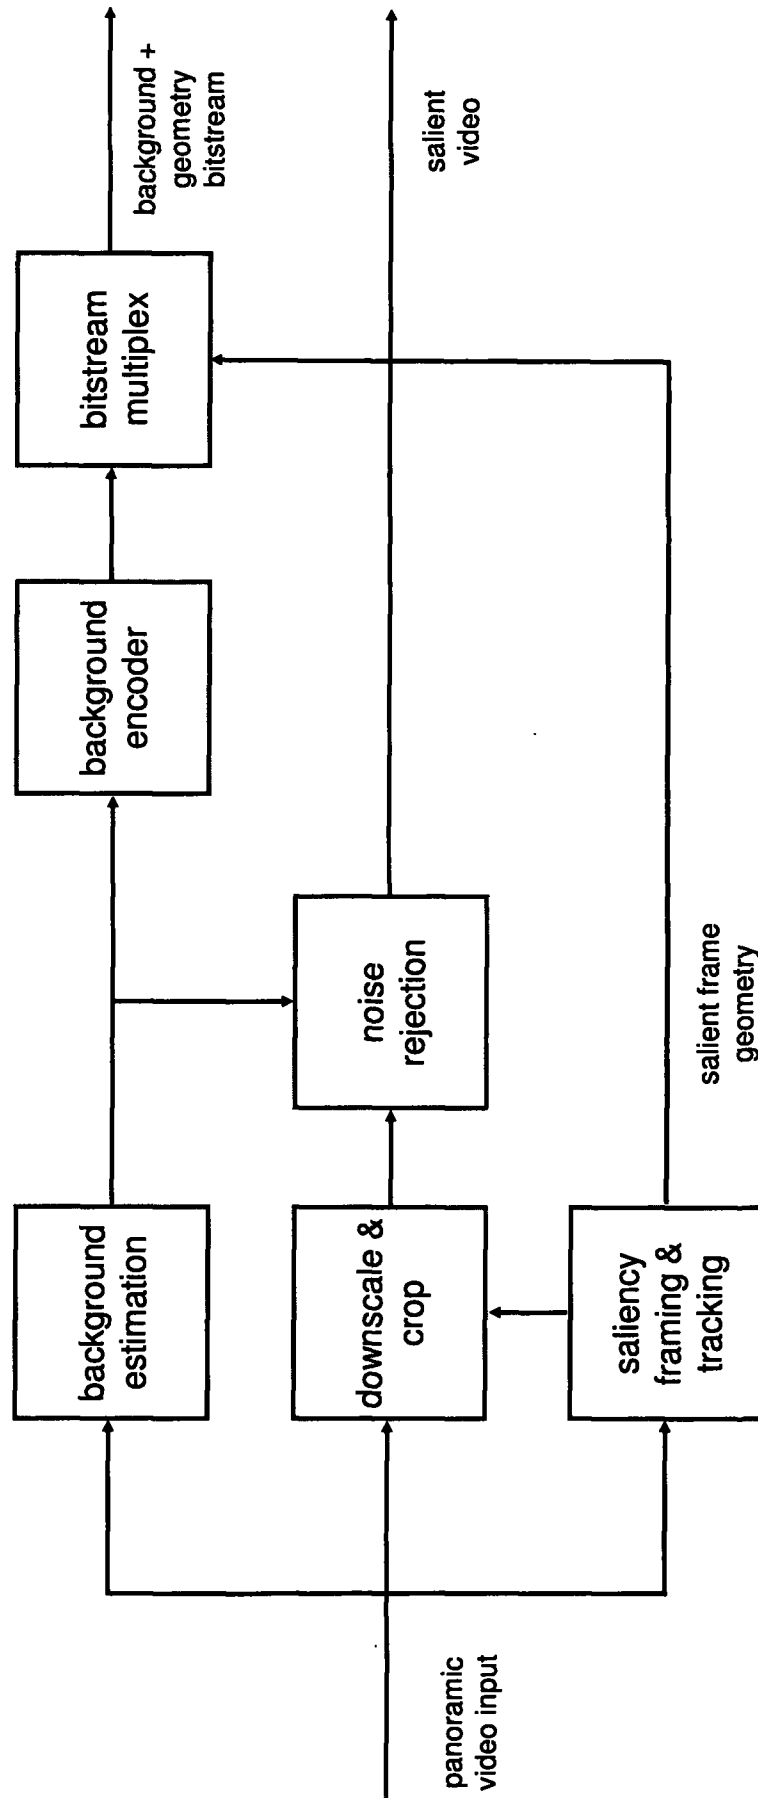 panoramic
video input
background
estimation
downscale &
crop
saliency
framing &
tracking
noise
rejection
salient frame
geometry
background
encoder
bitstream
multiplex
background +
geometry
bitstream
salient
video